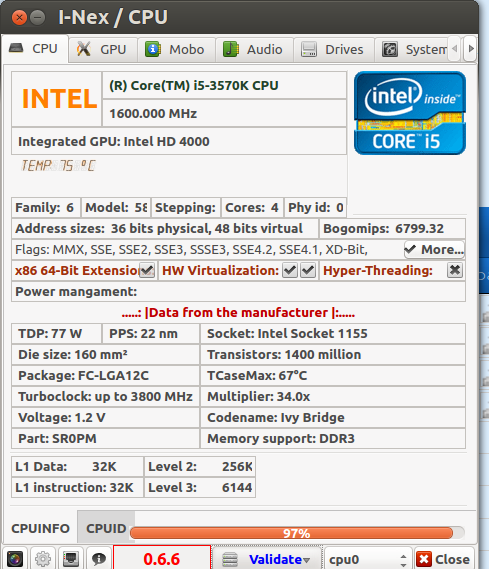 I-Nex / CPU
CPU GPU Mobo Audio Drives System
INTEL
(R) Core(TM) i5-3570K CPU
1600.000 MHz
Integrated GPU: Intel HD 4000
intel inside™
CORE i5
TEMP: 75 °C
Family: 6 Model: 58 Stepping: Cores: 4 Phy id: 0
Address sizes: 36 bits physical, 48 bits virtual Bogomips: 6799.32
Flags: MMX, SSE, SSE2, SSE3, SSSE3, SSE4.2, SSE4.1, XD-Bit, More...
x86 64-Bit Extension HW Virtualization: Hyper-Threading:
Power mangament:
.....: |Data from the manufacturer |:.....
TDP: 77 W PPS: 22 nm Socket: Intel Socket 1155
Die size: 160 mm² Transistors: 1400 million
Package: FC-LGA12C TCaseMax: 67°C
Turboclock: up to 3800 MHz Multiplier: 34.0x
Voltage: 1.2 V Codename: Ivy Bridge
Part: SR0PM Memory support: DDR3
L1 Data: 32K Level 2: 256K
L1 instruction: 32K Level 3: 6144
CPUINFO CPUID 97%
0.6.6 Validate cpu0 Close